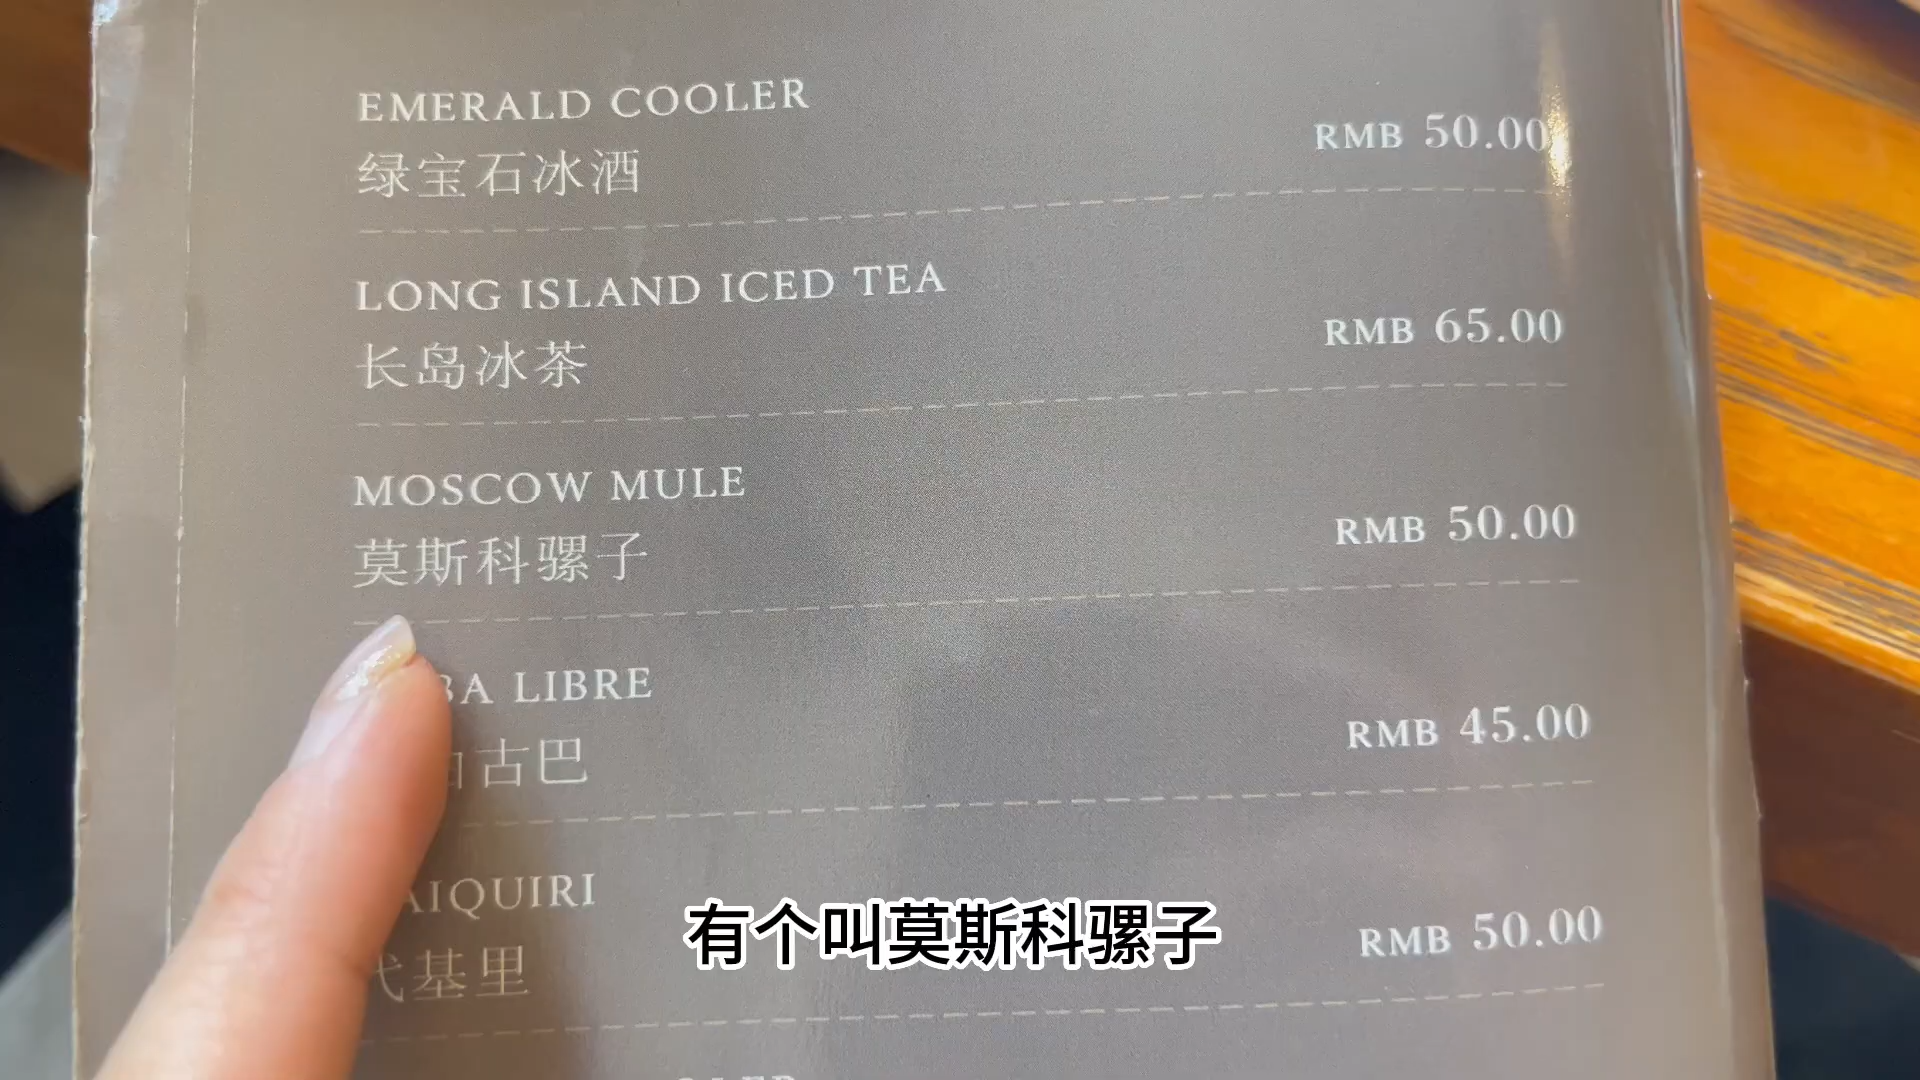 EMERALD COOLER
绿宝石冰酒
RMB 50.00
LONG ISLAND ICED TEA
长岛冰茶
RMB 65.00
MOSCOW MULE
莫斯科骡子
RMB 50.00
LIBRE
古巴
RMB 45.00
AIQUIRI
基里
RMB 50.00
有个叫莫斯科骡子